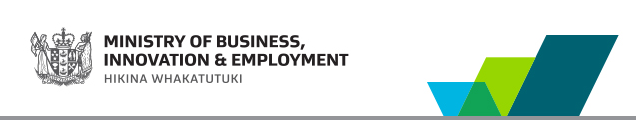 MINISTRY OF BUSINESS,
INNOVATION & EMPLOYMENT
HIKINA WHAKATUTUKI